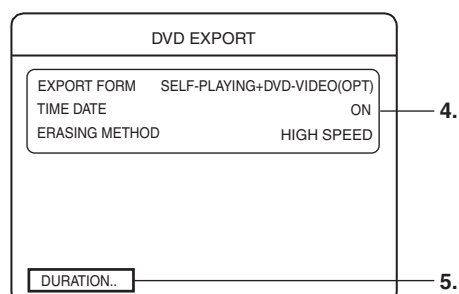 DVD EXPORT
EXPORT FORM SELF-PLAYING+DVD-VIDEO(OPT)
TIME DATE ON
4.
ERASING METHOD HIGH SPEED
DURATION..
5.